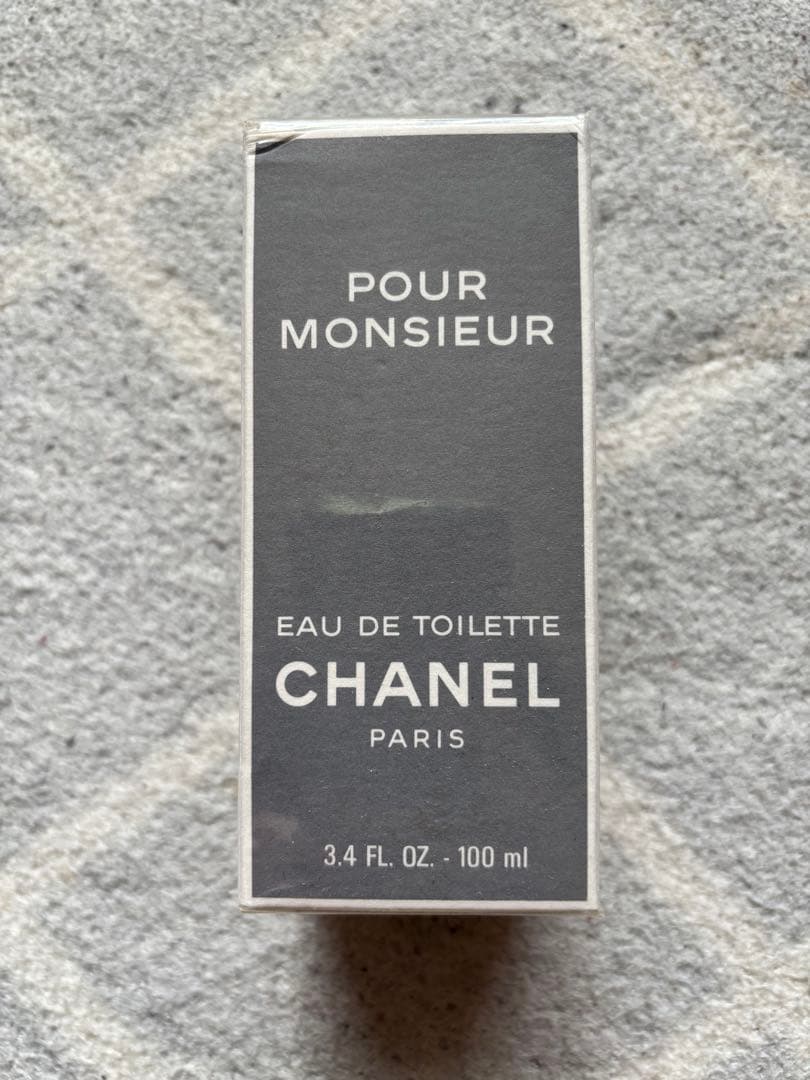 POUR
MONSIEUR
EAU DE TOILETTE
CHANEL
PARIS
3.4 FL. OZ. - 100 ml